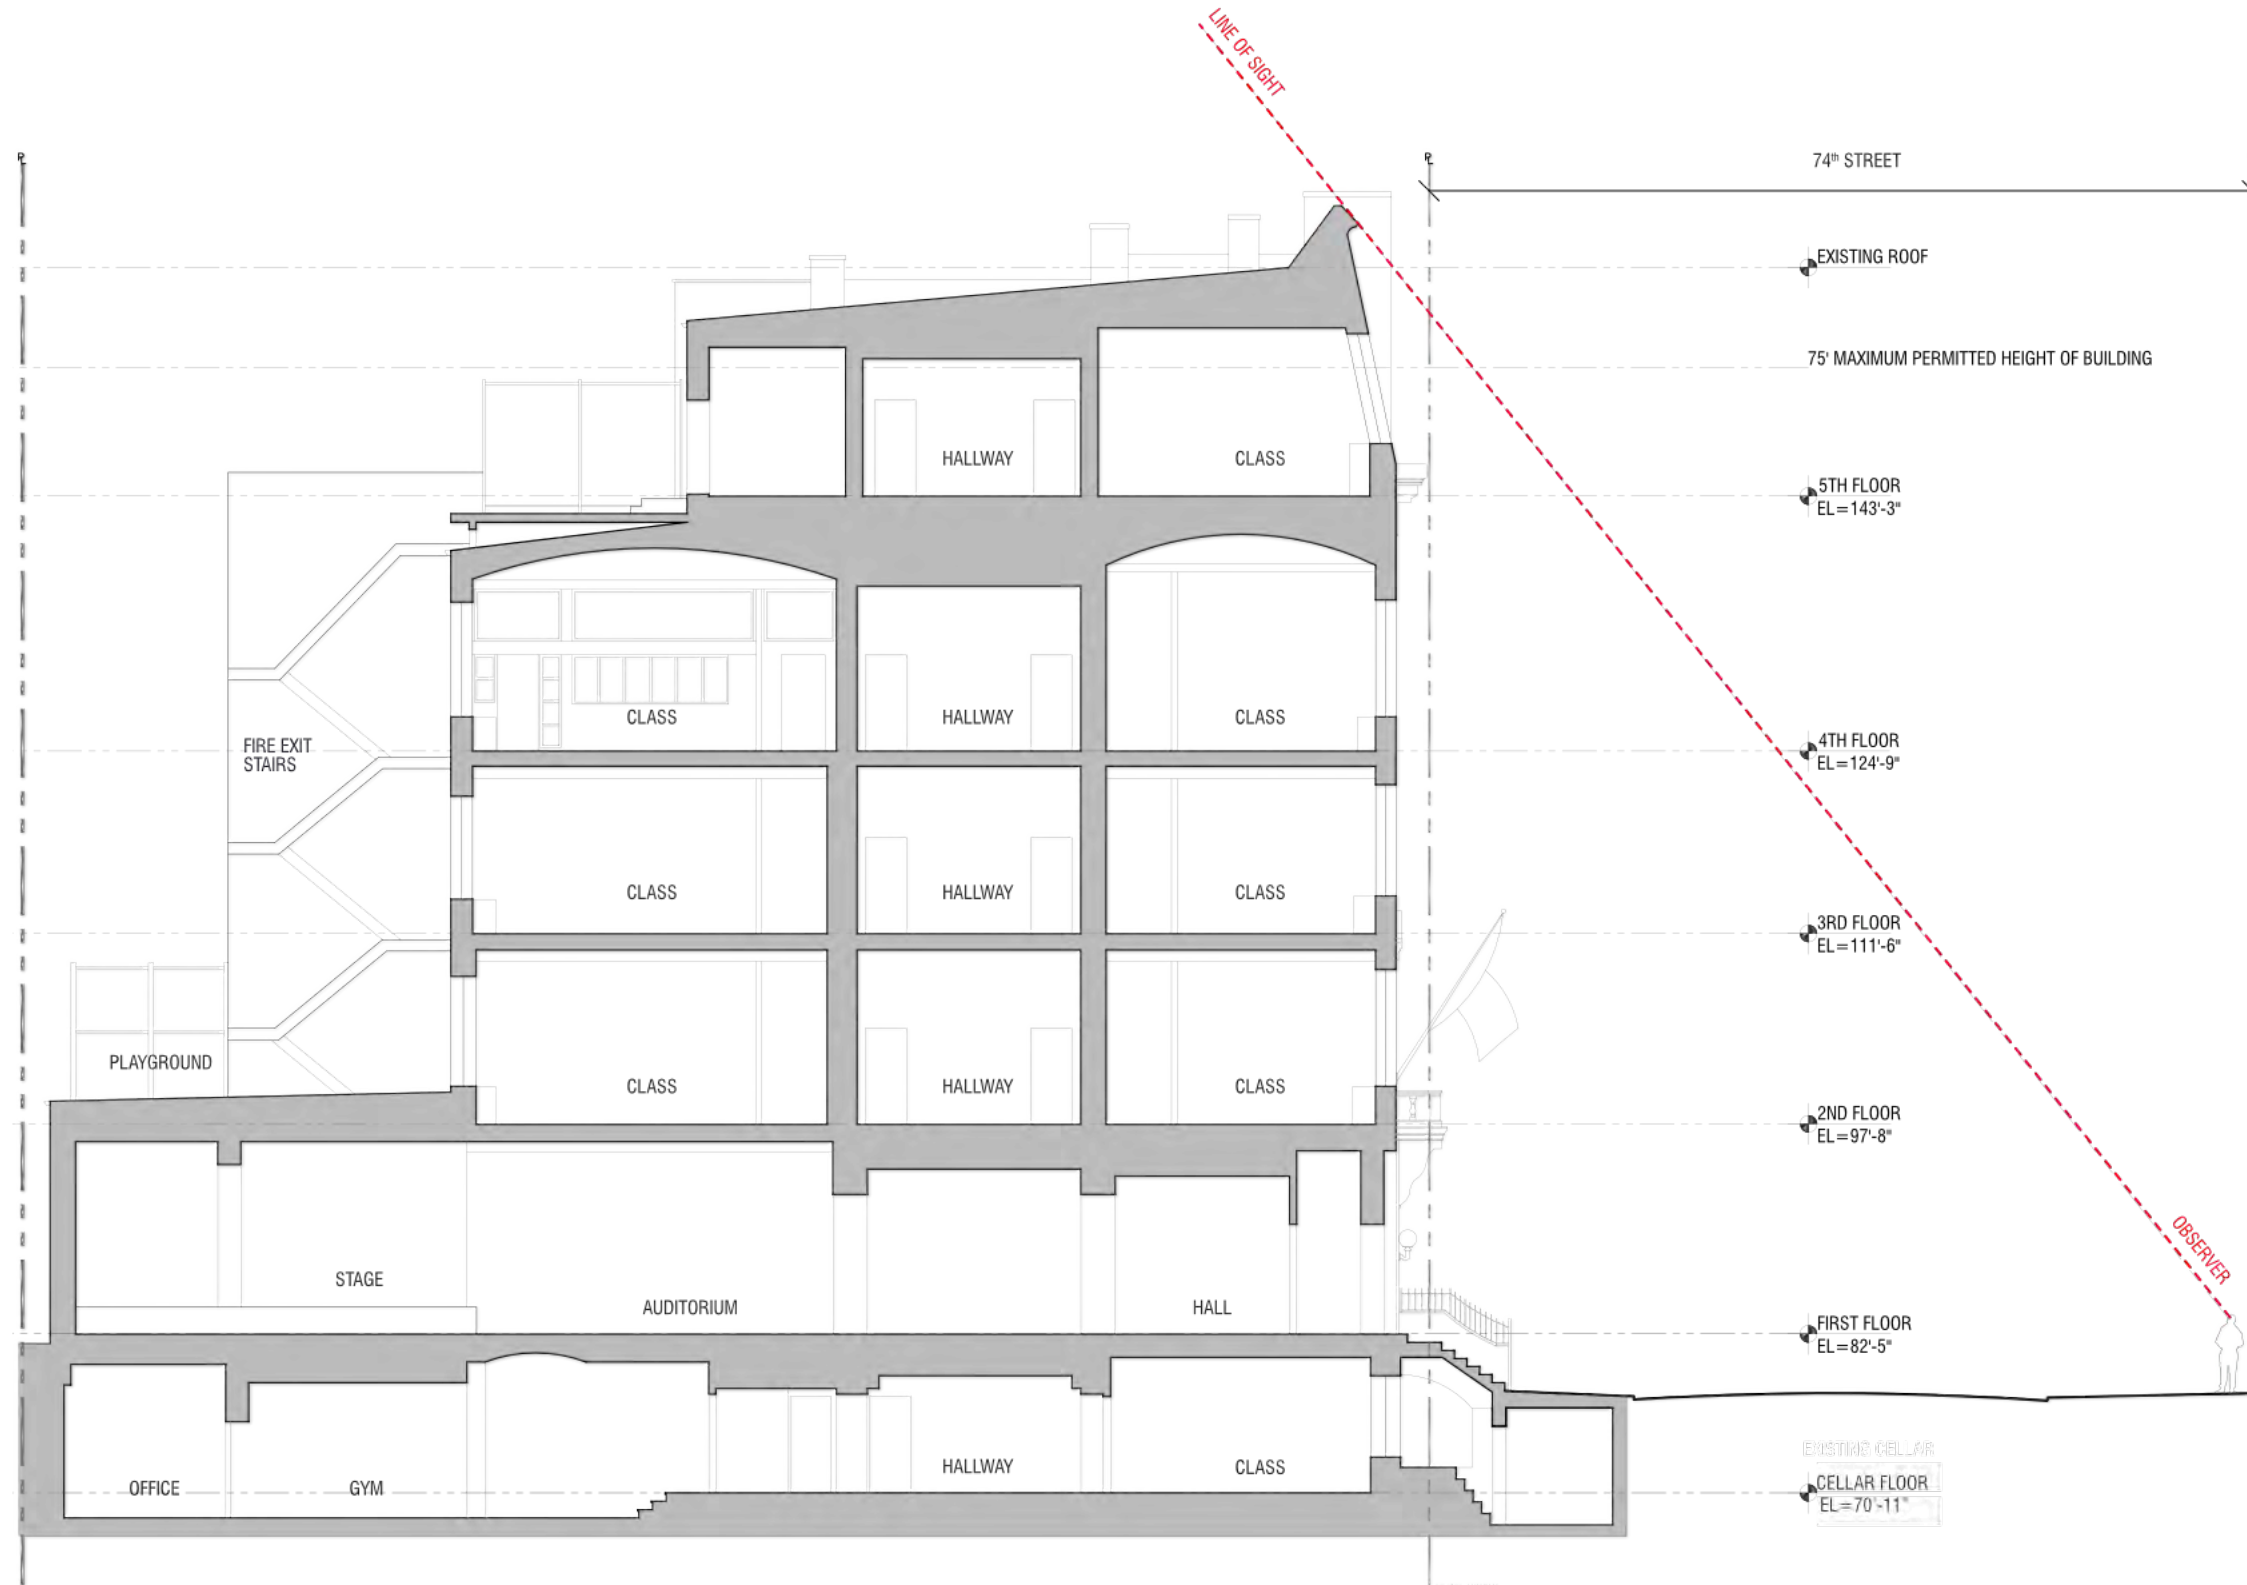 LINE OF SIGHT
74th STREET
EXISTING ROOF
75' MAXIMUM PERMITTED HEIGHT OF BUILDING
HALLWAY
CLASS
5TH FLOOR
EL=143'-3"
CLASS
HALLWAY
CLASS
FIRE EXIT
STAIRS
4TH FLOOR
EL=124'-9"
CLASS
HALLWAY
CLASS
3RD FLOOR
EL=111'-6"
PLAYGROUND
CLASS
HALLWAY
CLASS
2ND FLOOR
EL=97'-8"
OBSERVER
STAGE
AUDITORIUM
HALL
FIRST FLOOR
EL=82'-5"
EXISTING CELLAR
OFFICE
GYM
HALLWAY
CLASS
CELLAR FLOOR
EL=70'-11"